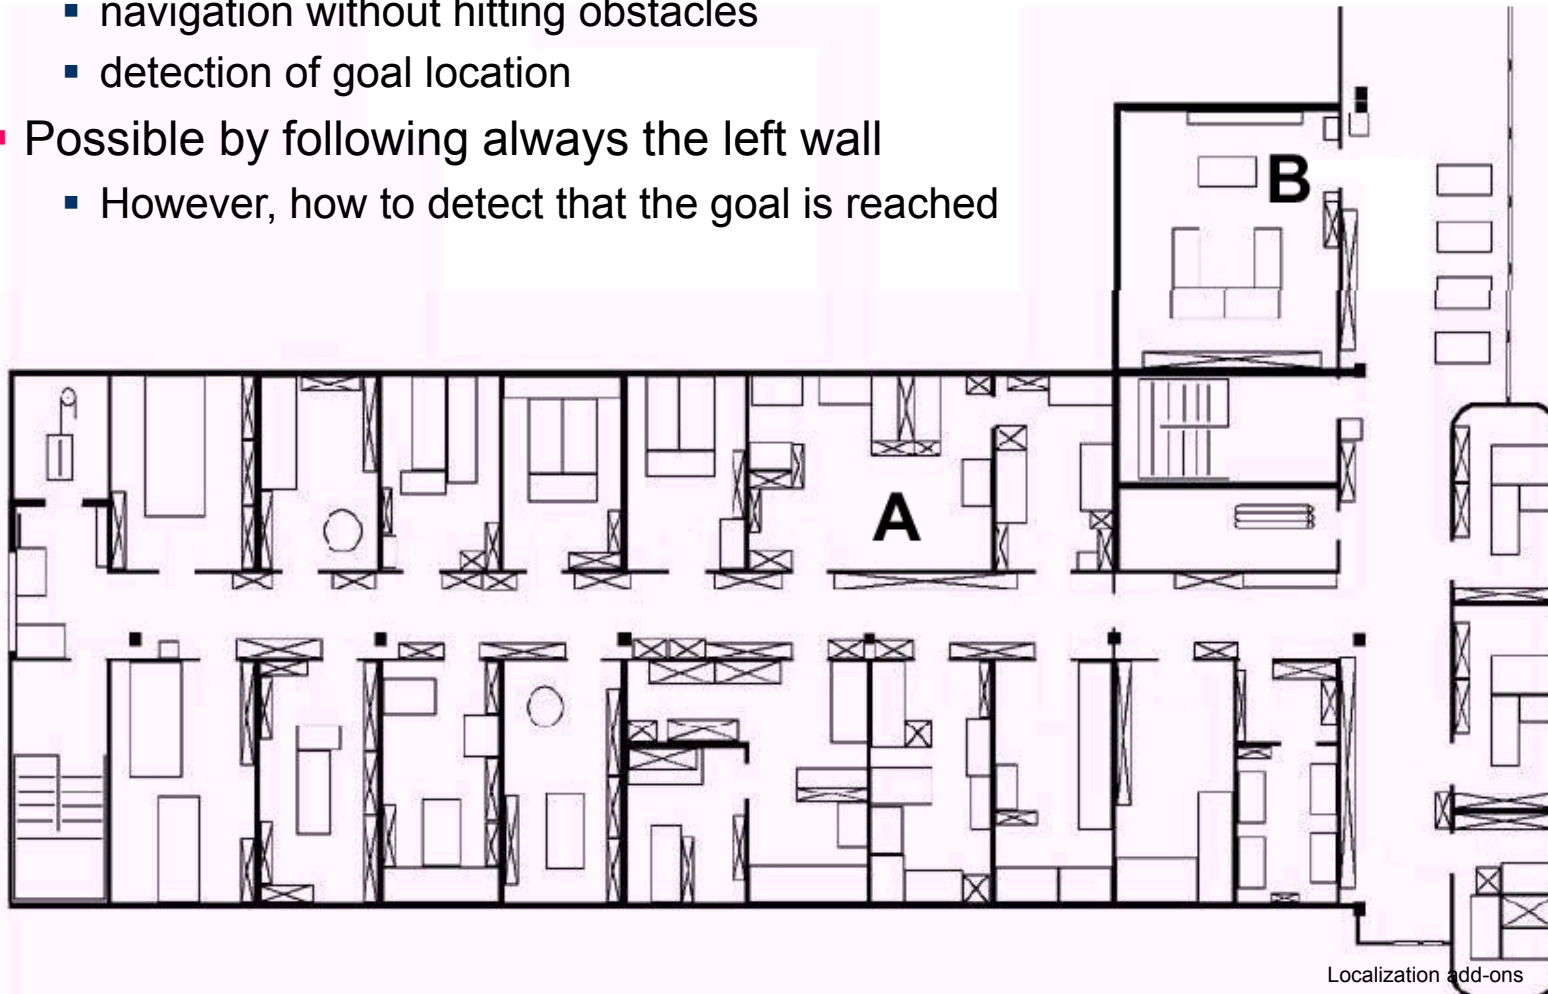 navigation without hitting obstacles
detection of goal location
Possible by following always the left wall
However, how to detect that the goal is reached
B
A
Localization add-ons